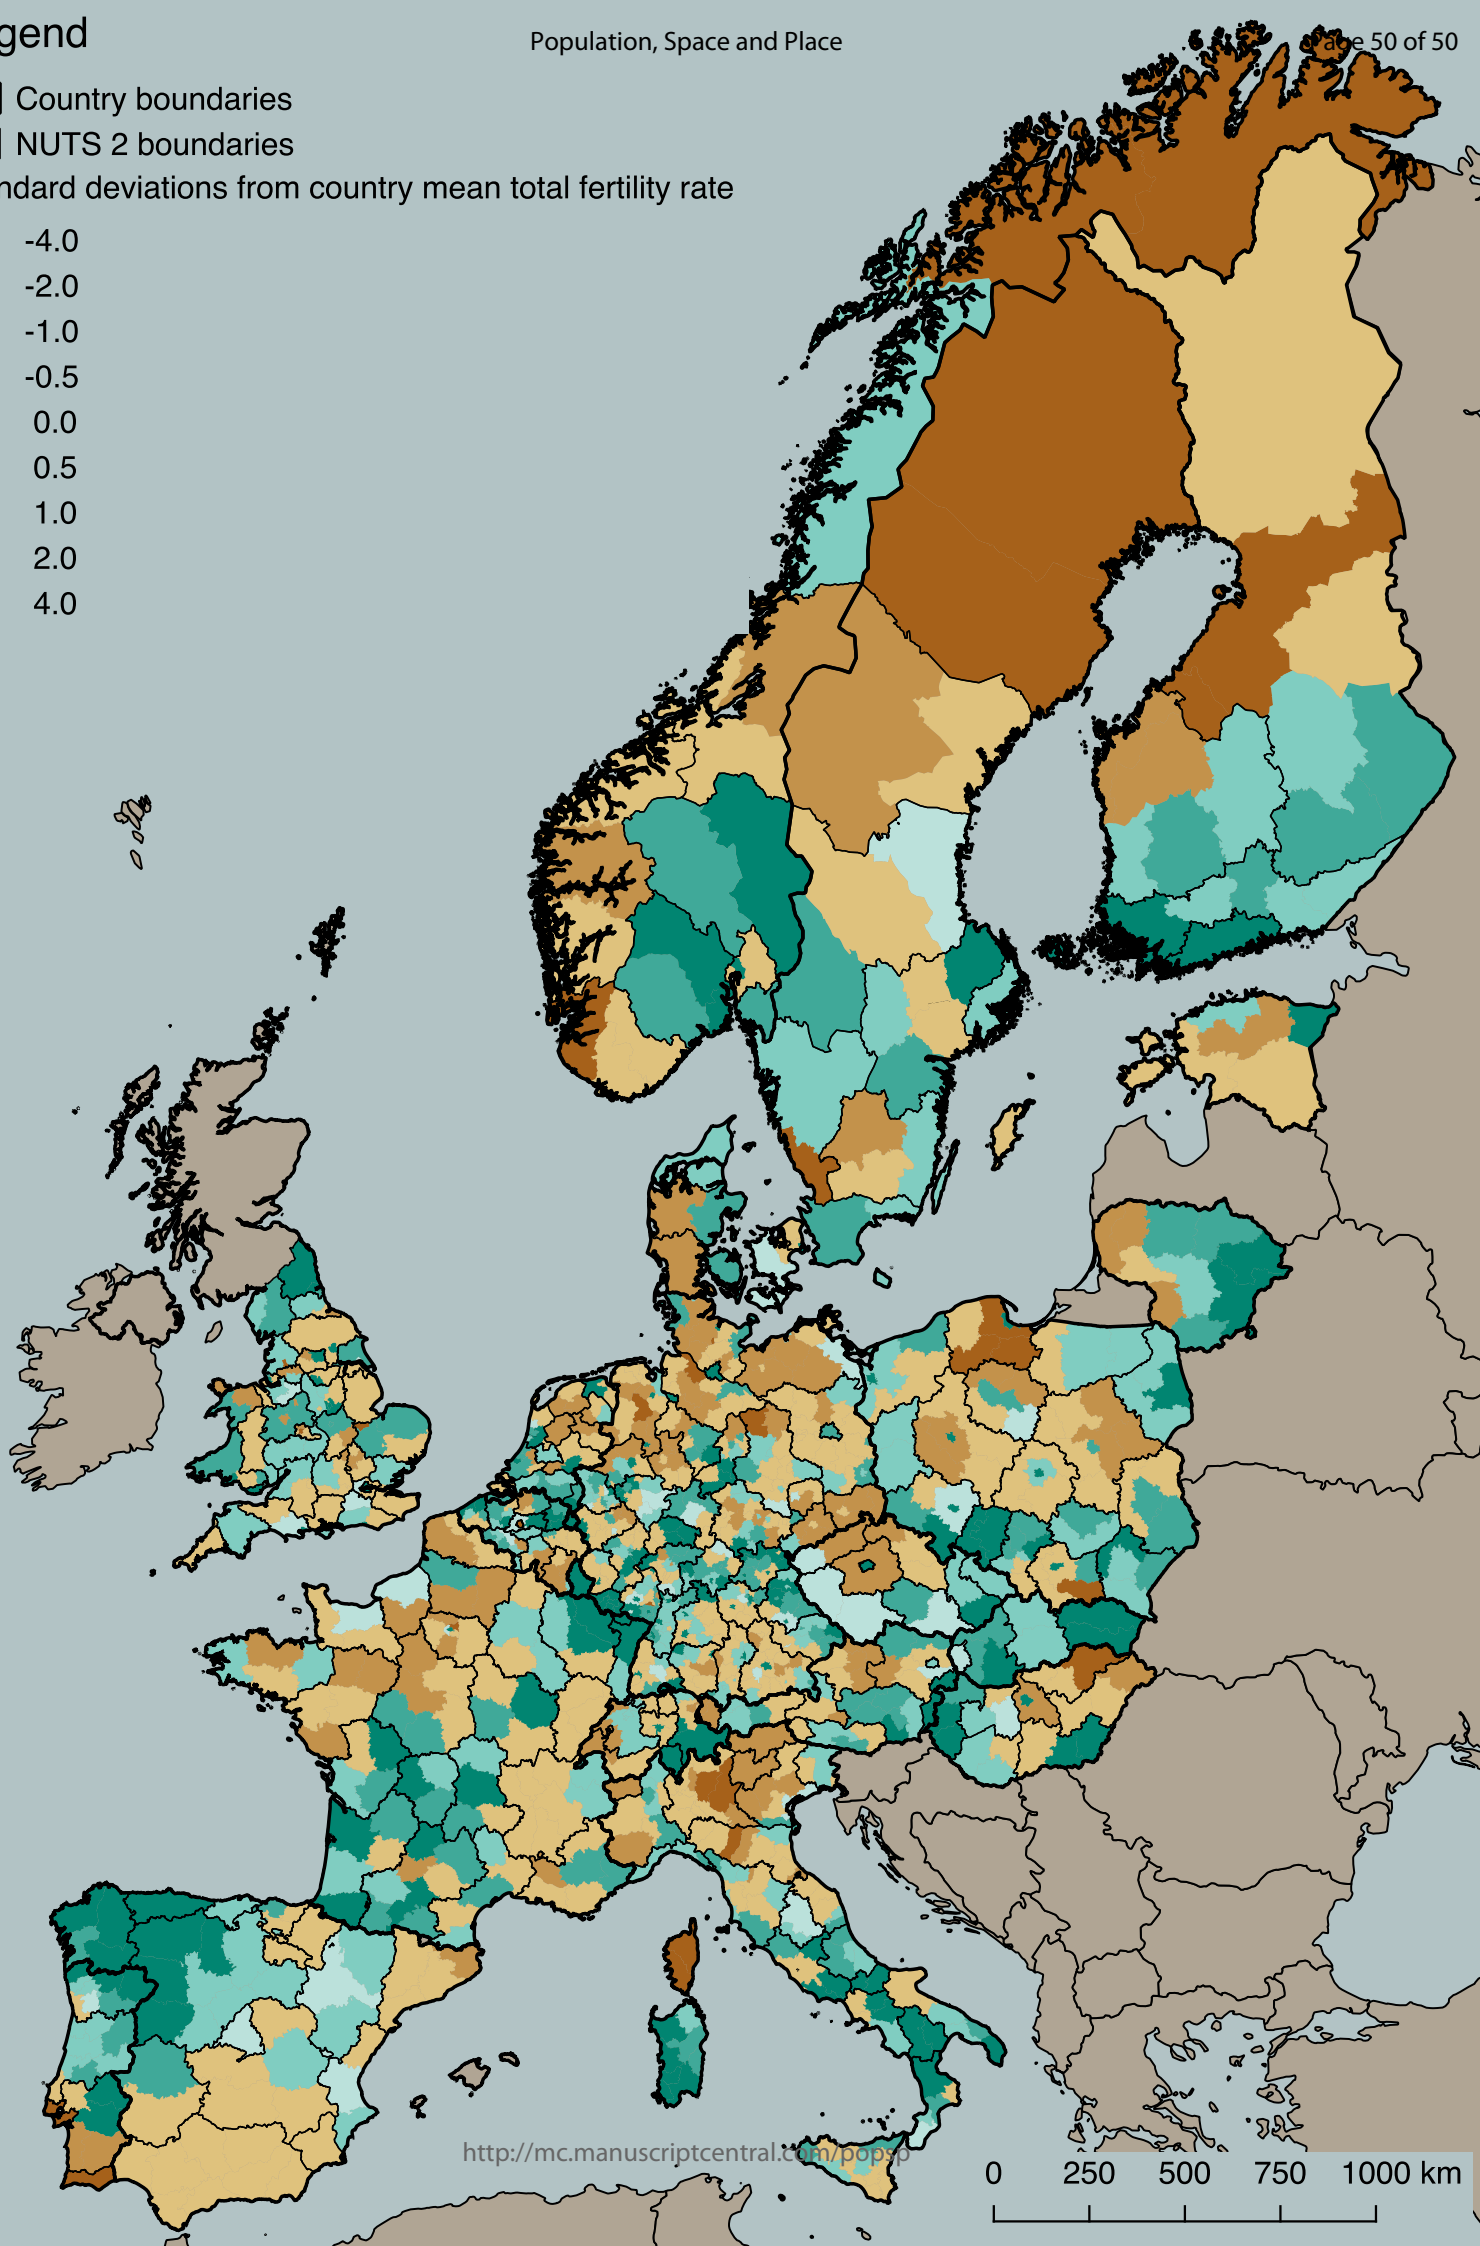 gend
Population, Space and Place
Page 50 of 50
Country boundaries
NUTS 2 boundaries
ndard deviations from country mean total fertility rate
-4.0
-2.0
-1.0
-0.5
0.0
0.5
1.0
2.0
4.0
http://mc.manuscriptcentral.com/popsp
0 250 500 750 1000 km